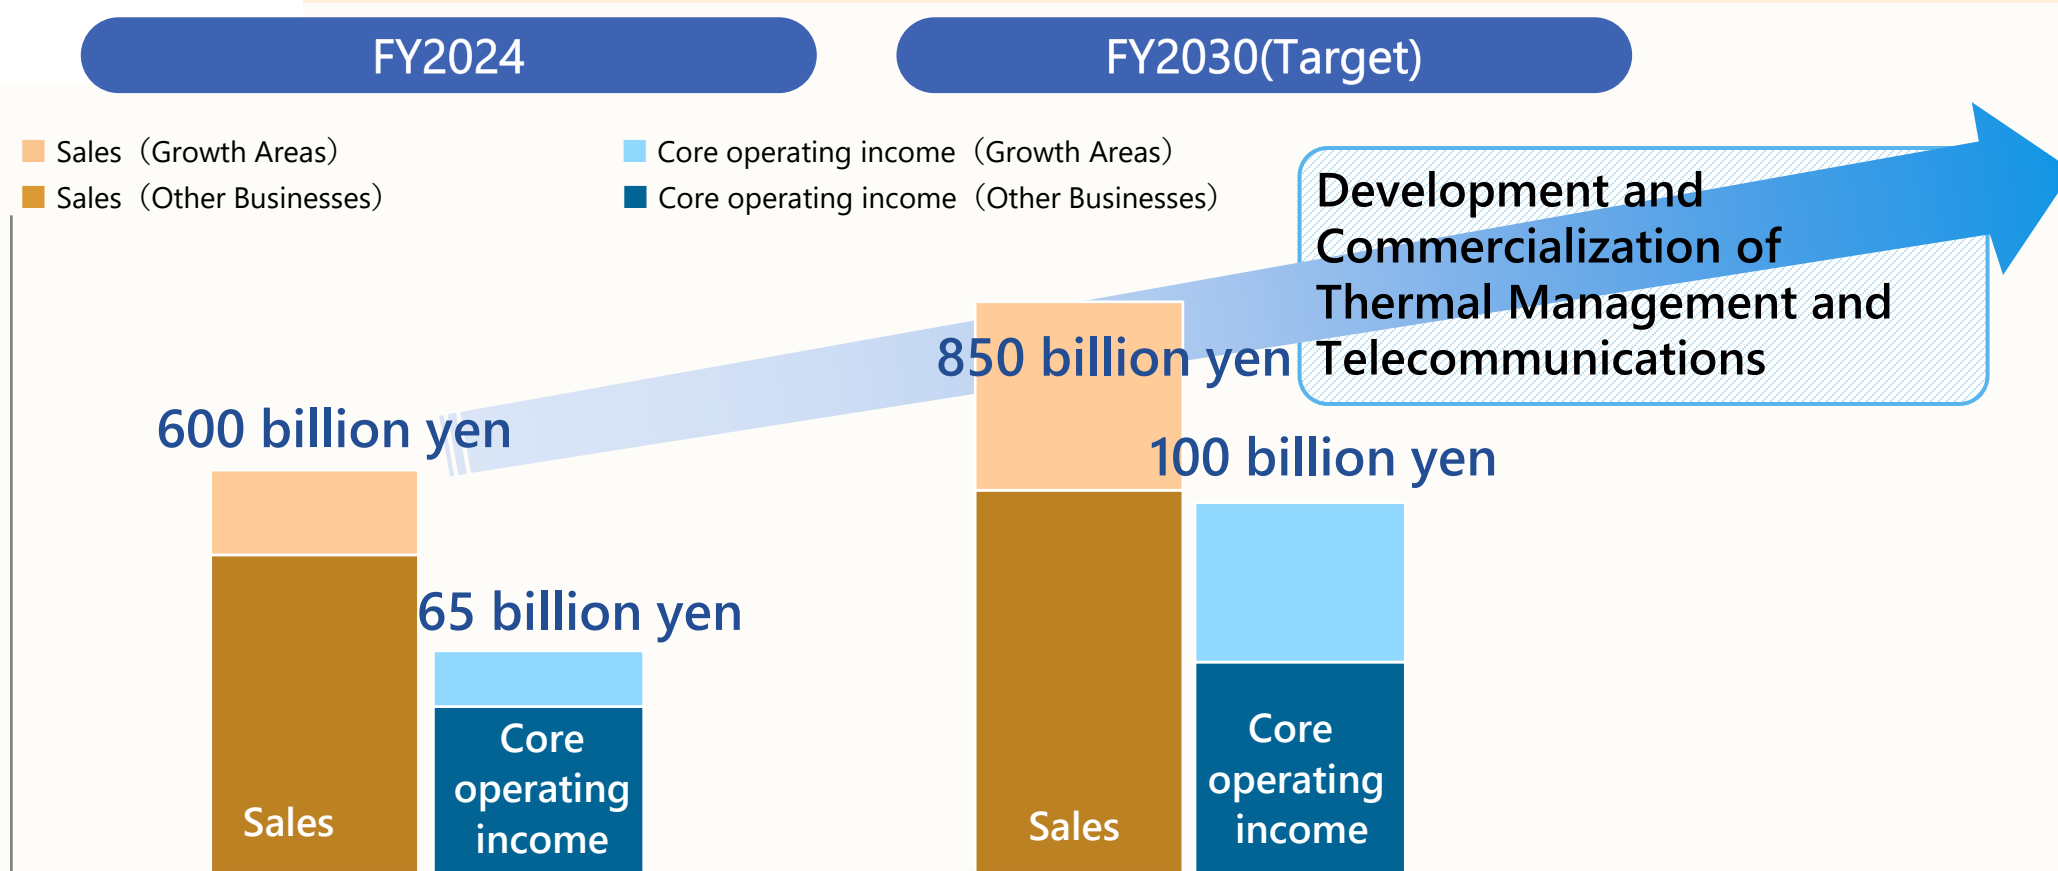 FY2024
FY2030(Target)
Sales（Growth Areas）
Sales（Other Businesses）
Core operating income（Growth Areas）
Core operating income（Other Businesses）
Development and
Commercialization of
Thermal Management and
Telecommunications
600 billion yen
65 billion yen
850 billion yen
100 billion yen
Sales
Core
operating
income
Sales
Core
operating
income